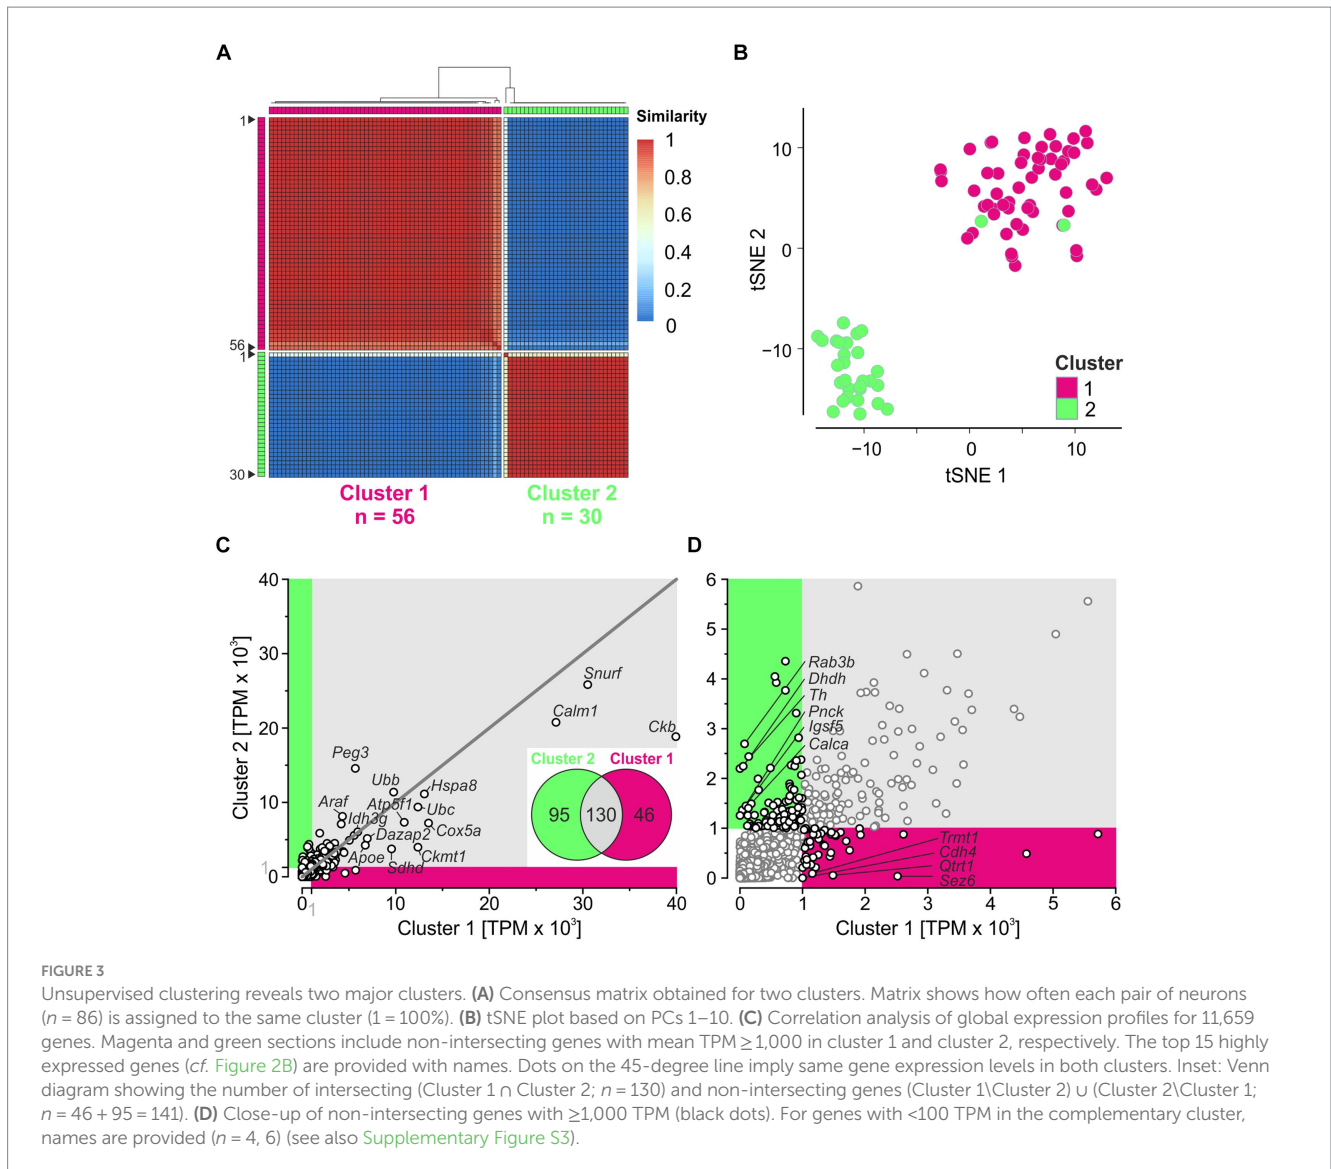 A
Similarity
1
0.8
0.6
0.4
0.2
0
1
56
1
30
Cluster 1
n = 56
Cluster 2
n = 30
B
10
0
−10
tSNE 2
−10
0
10
tSNE 1
Cluster
1
2
C
40
30
20
10
1
0
Cluster 2 [TPM x 10³]
Snurf
Calm1
Ckb
Peg3
Ubb
Hspa8
Araf
Atp5f1
Ubc
Idh3g
Cox5a
Dazap2
Apoe
Ckmt1
Sdhd
Cluster 2
Cluster 1
95
130
46
0
1
10
20
30
40
Cluster 1 [TPM x 10³]
D
6
5
4
3
2
1
0
Rab3b
Dhdh
Th
Pnck
Igsf5
Calca
Trmt1
Cdh4
Qtrt1
Sez6
0
1
2
3
4
5
6
Cluster 1 [TPM x 10³]
FIGURE 3
Unsupervised clustering reveals two major clusters. (A) Consensus matrix obtained for two clusters. Matrix shows how often each pair of neurons
(n = 86) is assigned to the same cluster (1 = 100%). (B) tSNE plot based on PCs 1–10. (C) Correlation analysis of global expression profiles for 11,659
genes. Magenta and green sections include non-intersecting genes with mean TPM ≥ 1,000 in cluster 1 and cluster 2, respectively. The top 15 highly
expressed genes (cf. Figure 2B) are provided with names. Dots on the 45-degree line imply same gene expression levels in both clusters. Inset: Venn
diagram showing the number of intersecting (Cluster 1 ∩ Cluster 2; n = 130) and non-intersecting genes (Cluster 1\Cluster 2) ∪ (Cluster 2\Cluster 1;
n = 46 + 95 = 141). (D) Close-up of non-intersecting genes with ≥1,000 TPM (black dots). For genes with <100 TPM in the complementary cluster,
names are provided (n = 4, 6) (see also Supplementary Figure S3).